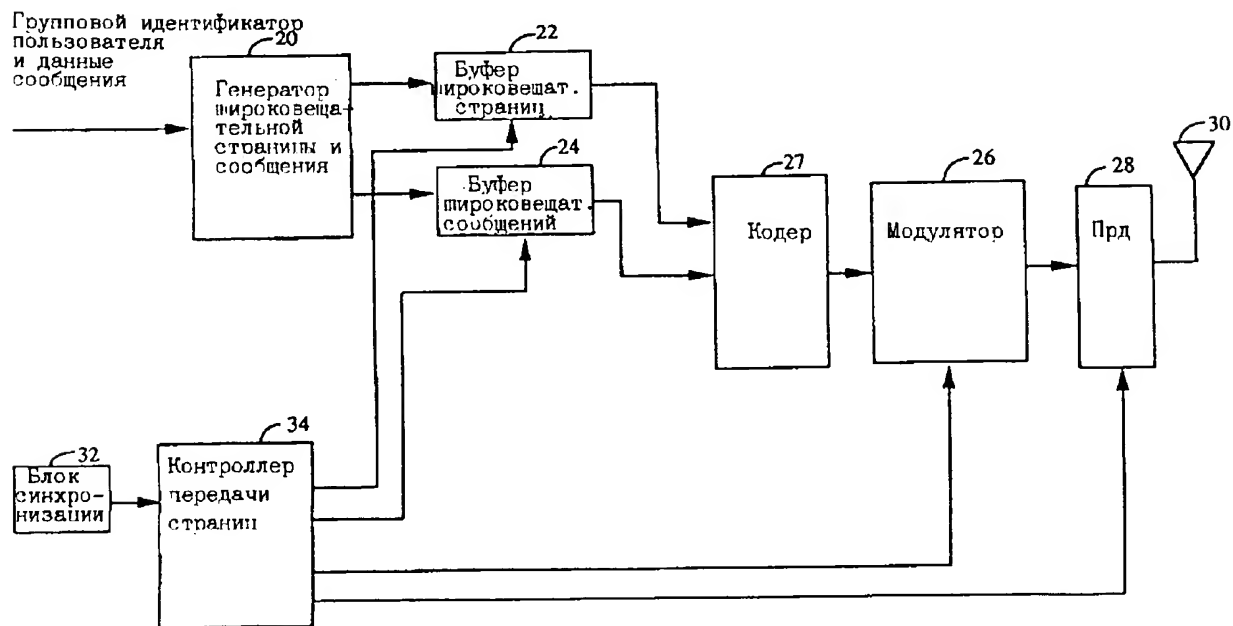 Групповой идентификатор
пользователя
и данные
сообщения
20
Генератор
широковеща-
тельной
страницы и
сообщения
22
Буфер
широковещат.
страниц
24
Буфер
широковещат.
сообщений
27
Кодер
26
Модулятор
28
Прд
30
32
Блок
синхро-
низации
34
Контроллер
передачи
страниц